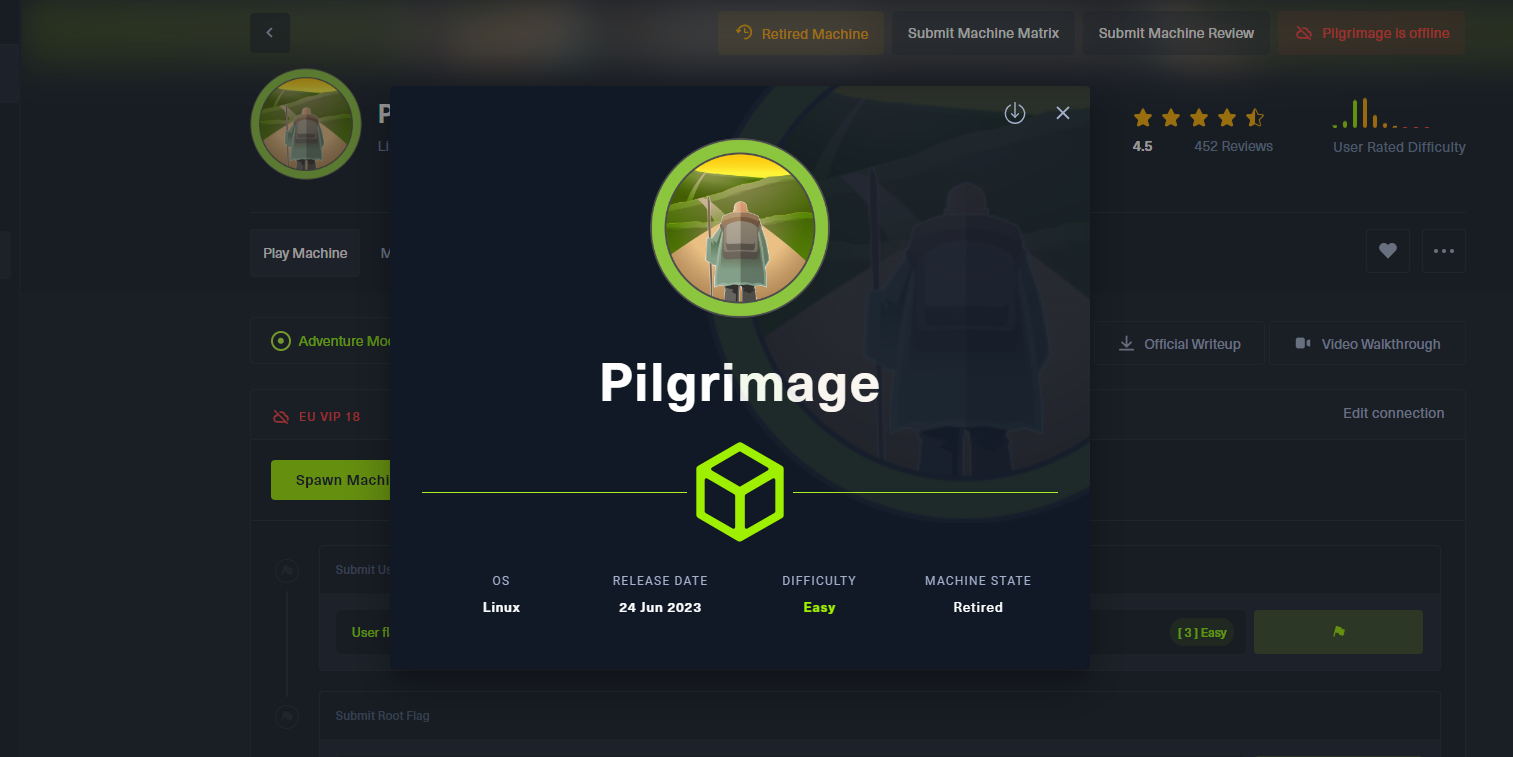 Retired Machine
Submit Machine Matrix
Submit Machine Review
Pilgrimage is offline
P
Li
4.5
452 Reviews
User Rated Difficulty
Play Machine
M
Adventure Mo
Official Writeup
Video Walkthrough
EU VIP 18
Edit connection
Spawn Machi
Pilgrimage
OS
RELEASE DATE
DIFFICULTY
MACHINE STATE
Linux
24 Jun 2023
Easy
Retired
Submit Us
User fl
[ 3 ] Easy
Submit Root Flag